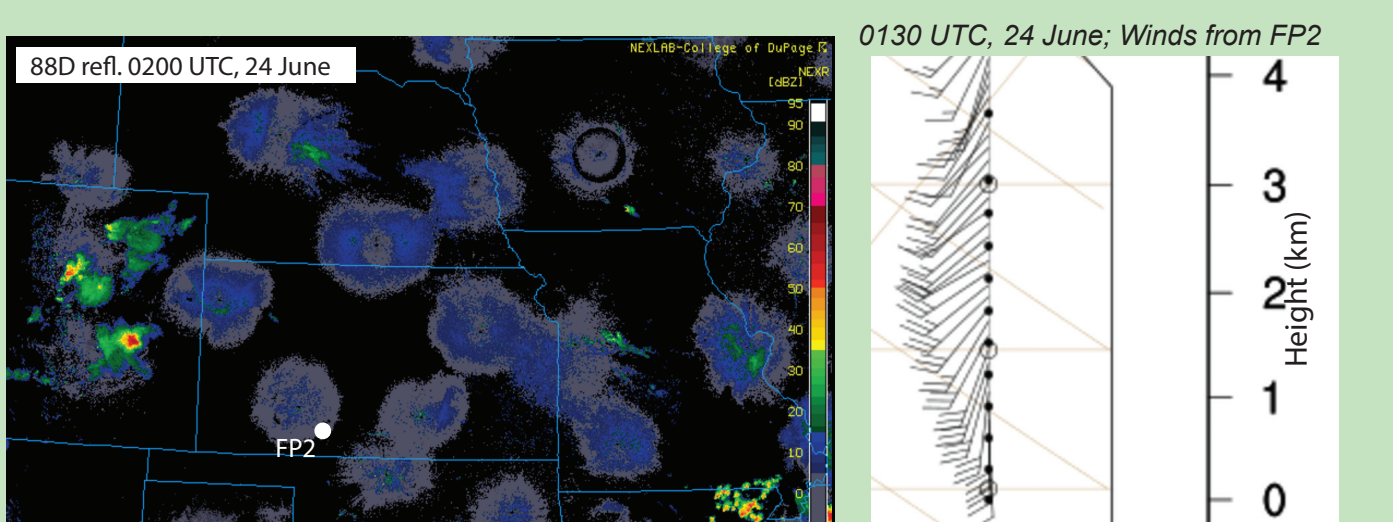 0130 UTC, 24 June; Winds from FP2
88D refl. 0200 UTC, 24 June
NEXLAB-College of DuPage
NEXR
[dBZ]
95
90
80
70
60
50
40
30
20
10
0
FP2
4
3
2
1
0
Height (km)